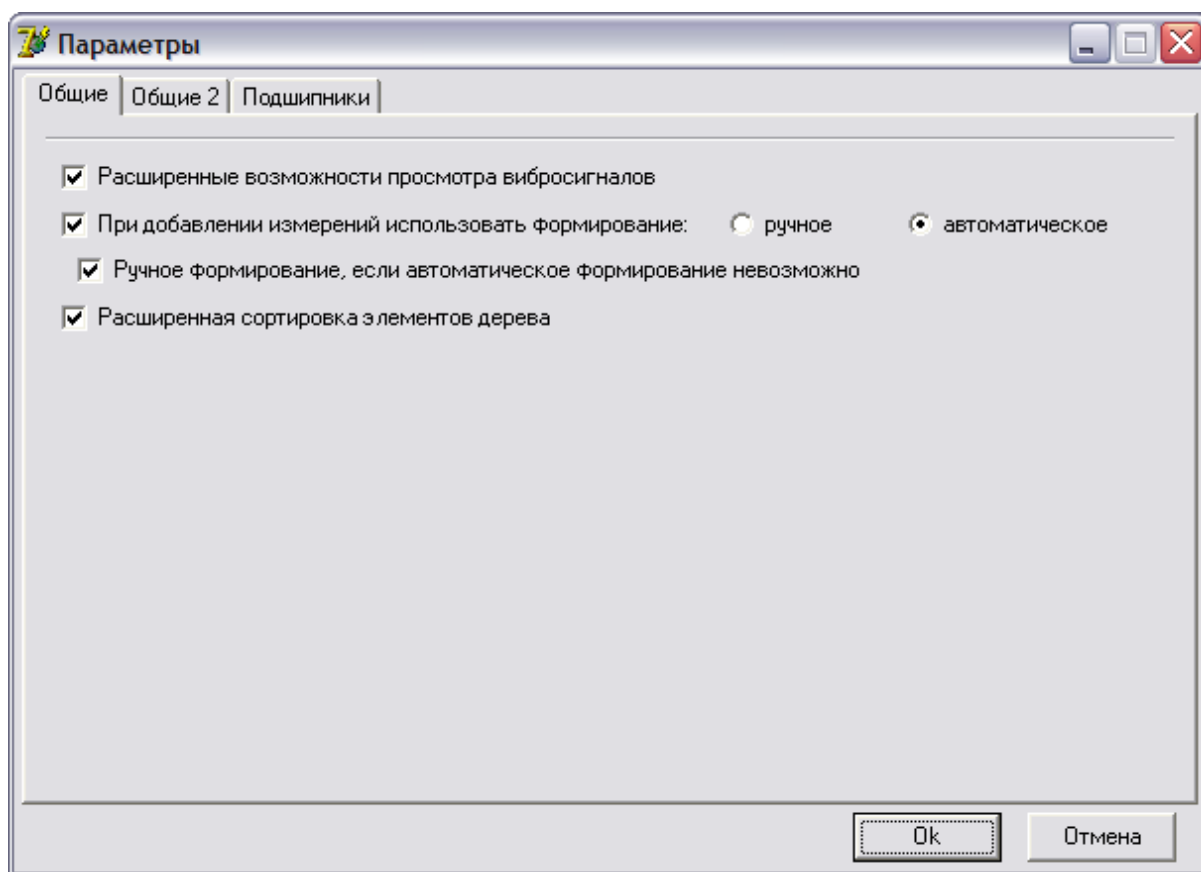 Параметры
Общие Общие 2 Подшипники
Расширенные возможности просмотра вибросигналов
При добавлении измерений использовать формирование: ручное автоматическое
Ручное формирование, если автоматическое формирование невозможно
Расширенная сортировка элементов дерева
Ok Отмена